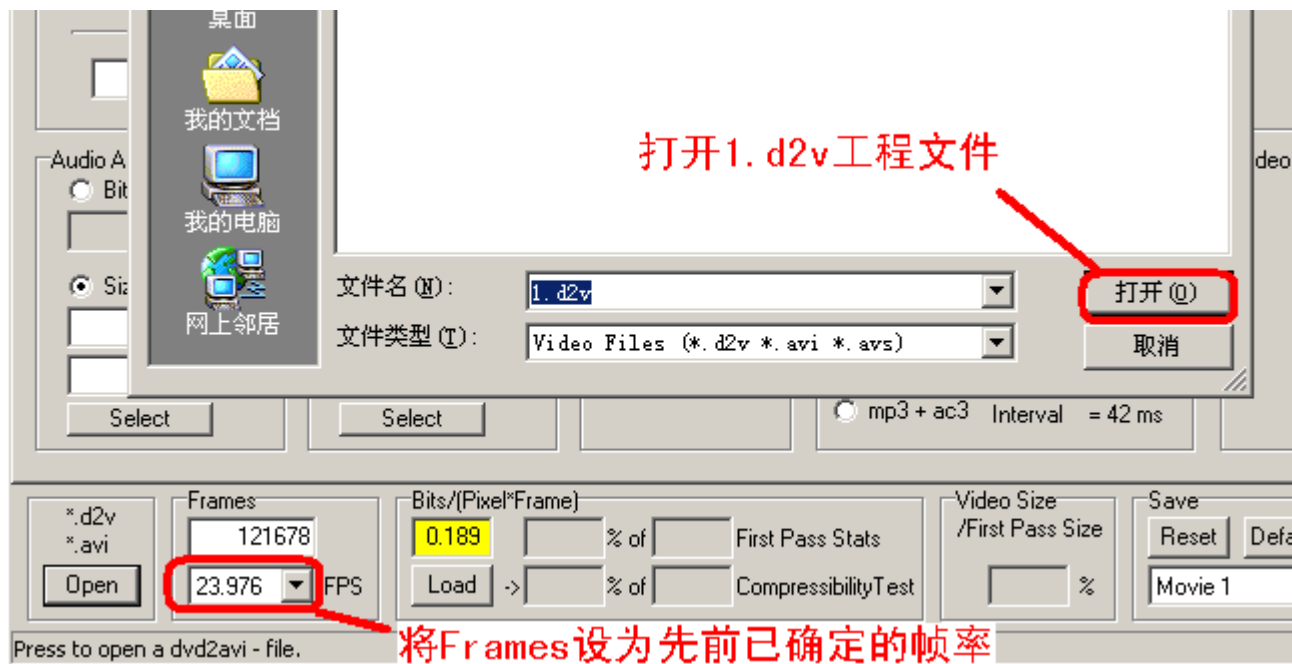 桌面
我的文档
打开1.d2v工程文件
Audio A
deo
Bit
我的电脑
Siz
文件名(N):
1.d2v
打开(O)
网上邻居
文件类型(T):
Video Files (*.d2v *.avi *.avs)
取消
Select
Select
mp3 + ac3 Interval = 42 ms
*.d2v
*.avi
Open
Frames
121678
23.976
FPS
Bits/(Pixel*Frame)
0.189 % of First Pass Stats
Load -> % of CompressibilityTest
Video Size
/First Pass Size
%
Save
Reset
Defa
Movie 1
将Frames设为先前已确定的帧率
Press to open a dvd2avi - file.